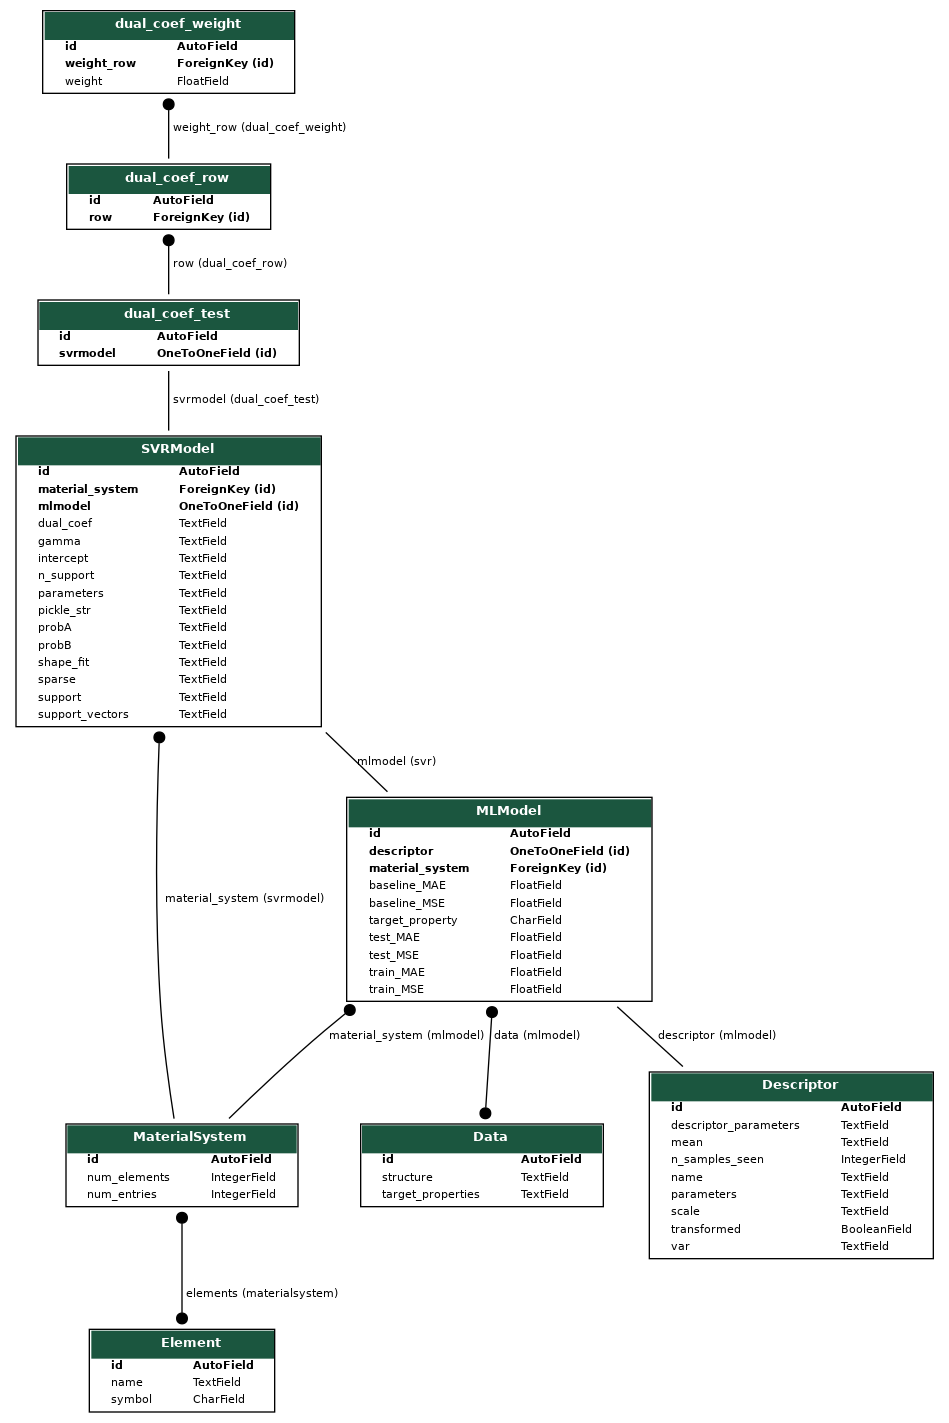 dual_coef_weight
id AutoField
weight_row ForeignKey (id)
weight FloatField
weight_row (dual_coef_weight)
dual_coef_row
id AutoField
row ForeignKey (id)
row (dual_coef_row)
dual_coef_test
id AutoField
svrmodel OneToOneField (id)
svrmodel (dual_coef_test)
SVRModel
id AutoField
material_system ForeignKey (id)
mlmodel OneToOneField (id)
dual_coef TextField
gamma TextField
intercept TextField
n_support TextField
parameters TextField
pickle_str TextField
probA TextField
probB TextField
shape_fit TextField
sparse TextField
support TextField
support_vectors TextField
mlmodel (svr)
MLModel
id AutoField
descriptor OneToOneField (id)
material_system ForeignKey (id)
baseline_MAE FloatField
baseline_MSE FloatField
target_property CharField
test_MAE FloatField
test_MSE FloatField
train_MAE FloatField
train_MSE FloatField
material_system (svrmodel)
material_system (mlmodel)
data (mlmodel)
descriptor (mlmodel)
MaterialSystem
id AutoField
num_elements IntegerField
num_entries IntegerField
Data
id AutoField
structure TextField
target_properties TextField
Descriptor
id AutoField
descriptor_parameters TextField
mean TextField
n_samples_seen IntegerField
name TextField
parameters TextField
scale TextField
transformed BooleanField
var TextField
elements (materialsystem)
Element
id AutoField
name TextField
symbol CharField